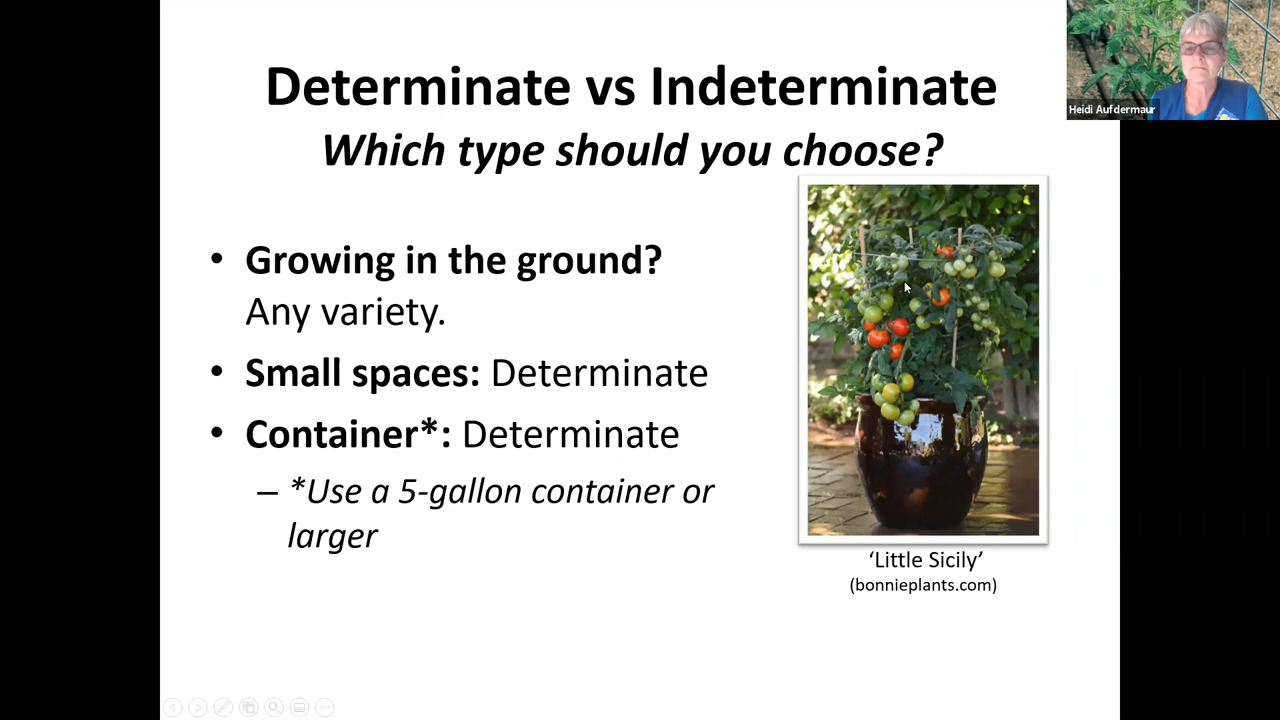 Determinate vs Indeterminate
Which type should you choose?
Heidi Aufdermaur
• Growing in the ground?
Any variety.
• Small spaces: Determinate
• Container*: Determinate
– *Use a 5-gallon container or
larger
‘Little Sicily’
(bonnieplants.com)